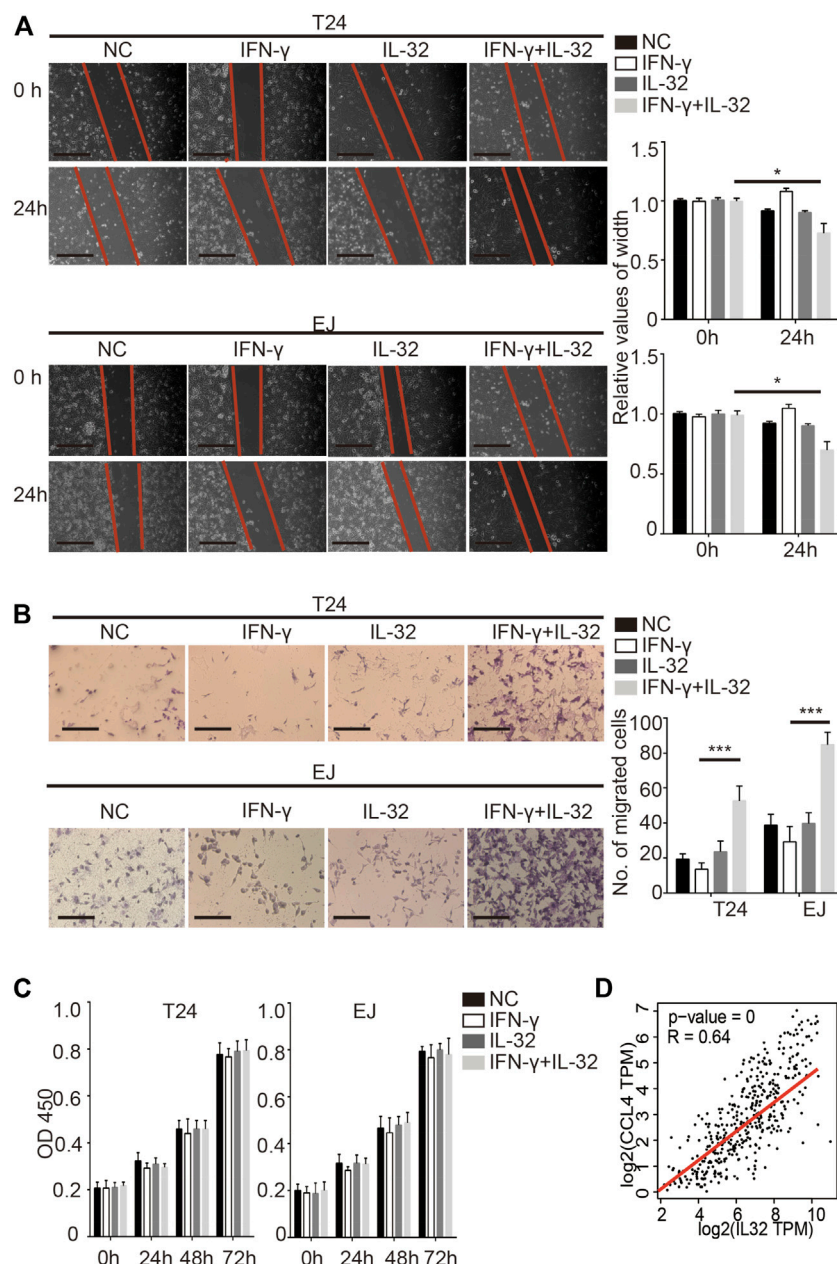 A
T24
NC IFN-γ IL-32 IFN-γ+IL-32
0 h
24h
EJ
NC IFN-γ IL-32 IFN-γ+IL-32
0 h
24h
NC
IFN-γ
IL-32
IFN-γ+IL-32
Relative values of width
1.5
1.0
0.5
0
*
0h 24h
1.5
1.0
0.5
0
*
0h 24h
B
T24
NC IFN-γ IL-32 IFN-γ+IL-32
EJ
NC IFN-γ IL-32 IFN-γ+IL-32
NC
IFN-γ
IL-32
IFN-γ+IL-32
No. of migrated cells
100
80
60
40
20
0
***
***
T24 EJ
C
OD 450
T24
1.0
0.8
0.6
0.4
0.2
0
0h 24h 48h 72h
EJ
1.0
0.8
0.6
0.4
0.2
0
0h 24h 48h 72h
NC
IFN-γ
IL-32
IFN-γ+IL-32
D
p-value = 0
R = 0.64
log2(CCL4 TPM)
7
6
5
4
3
2
1
0
2 4 6 8 10
log2(IL32 TPM)